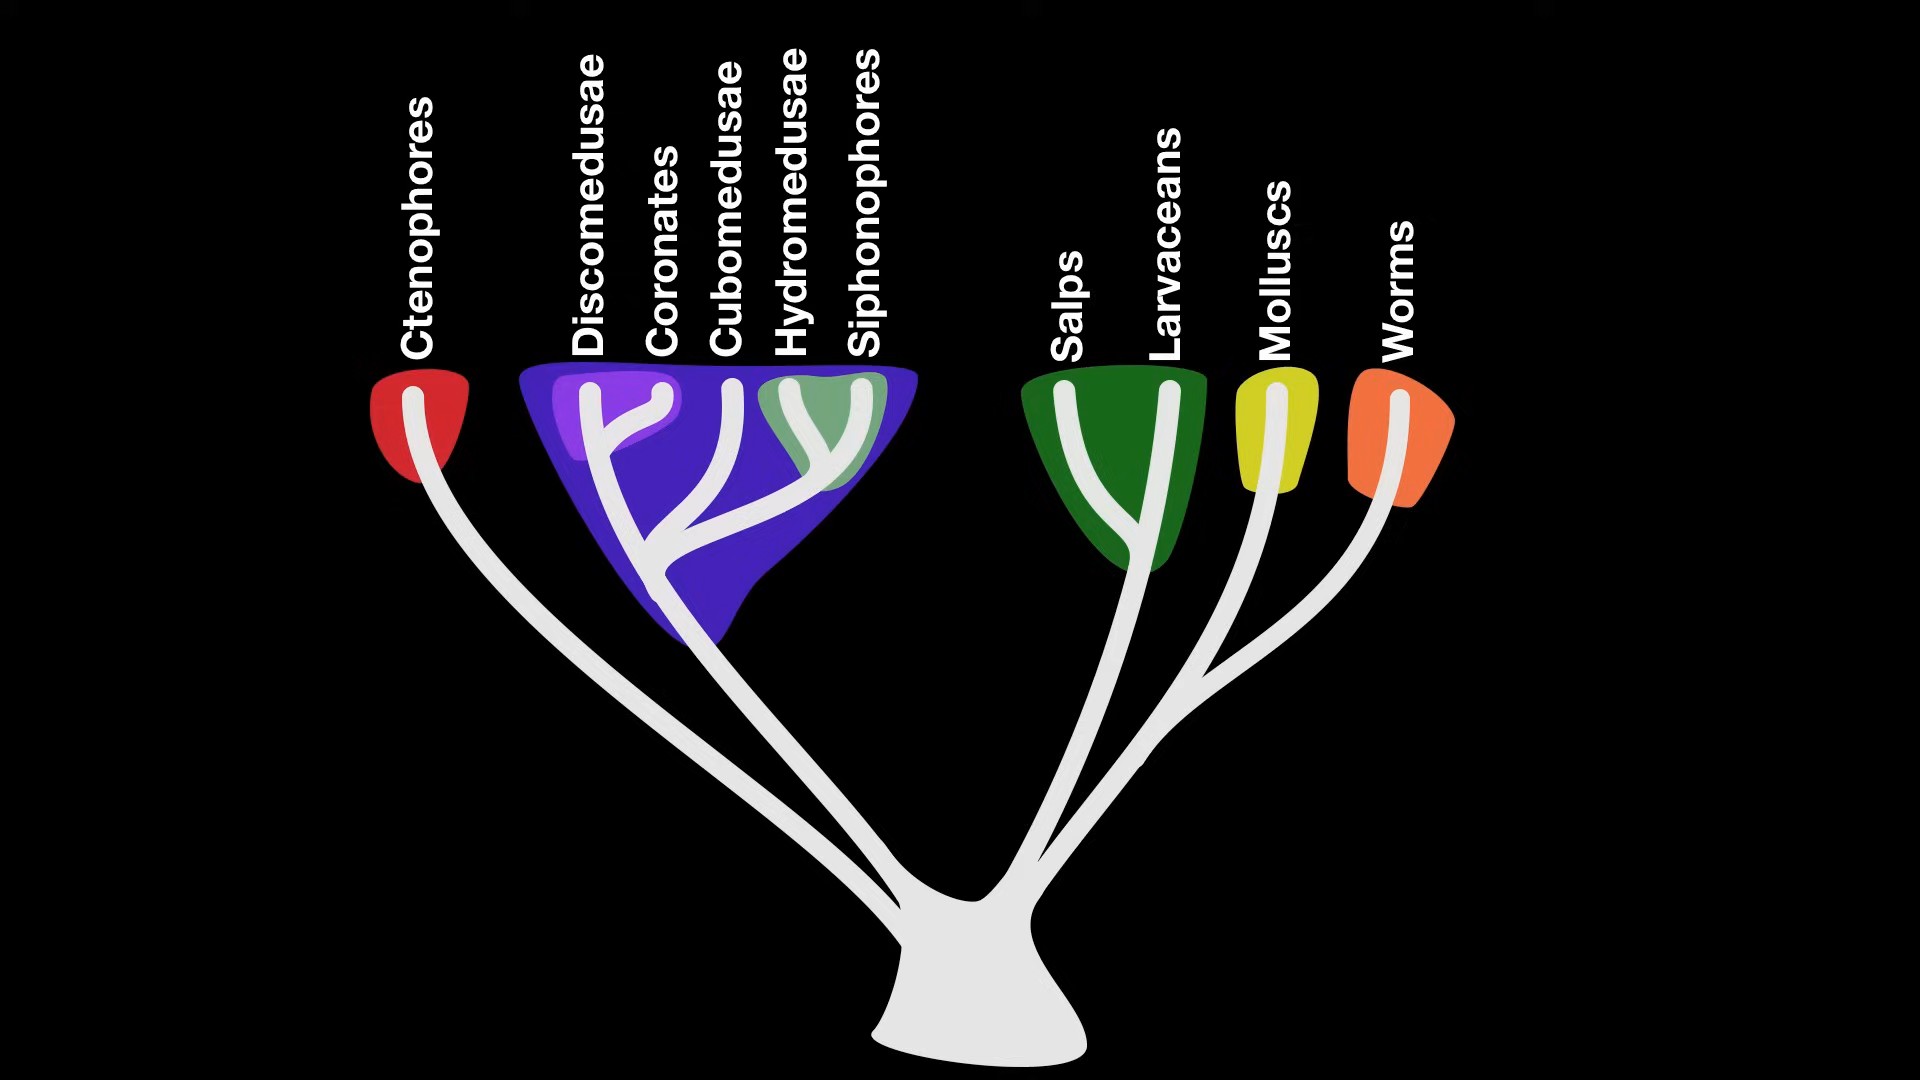 Ctenophores
Discomedusae
Coronates
Cubomedusae
Hydromedusae
Siphonophores
Salps
Larvaceans
Molluscs
Worms